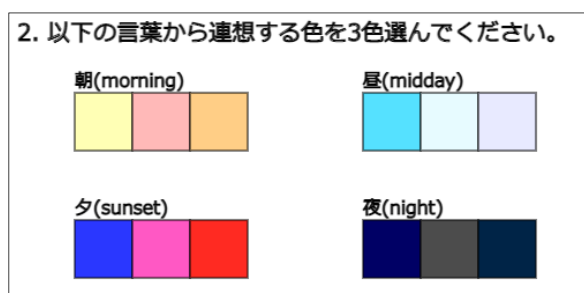 2. 以下の言葉から連想する色を3色選んでください。
朝(morning)
昼(midday)
夕(sunset)
夜(night)